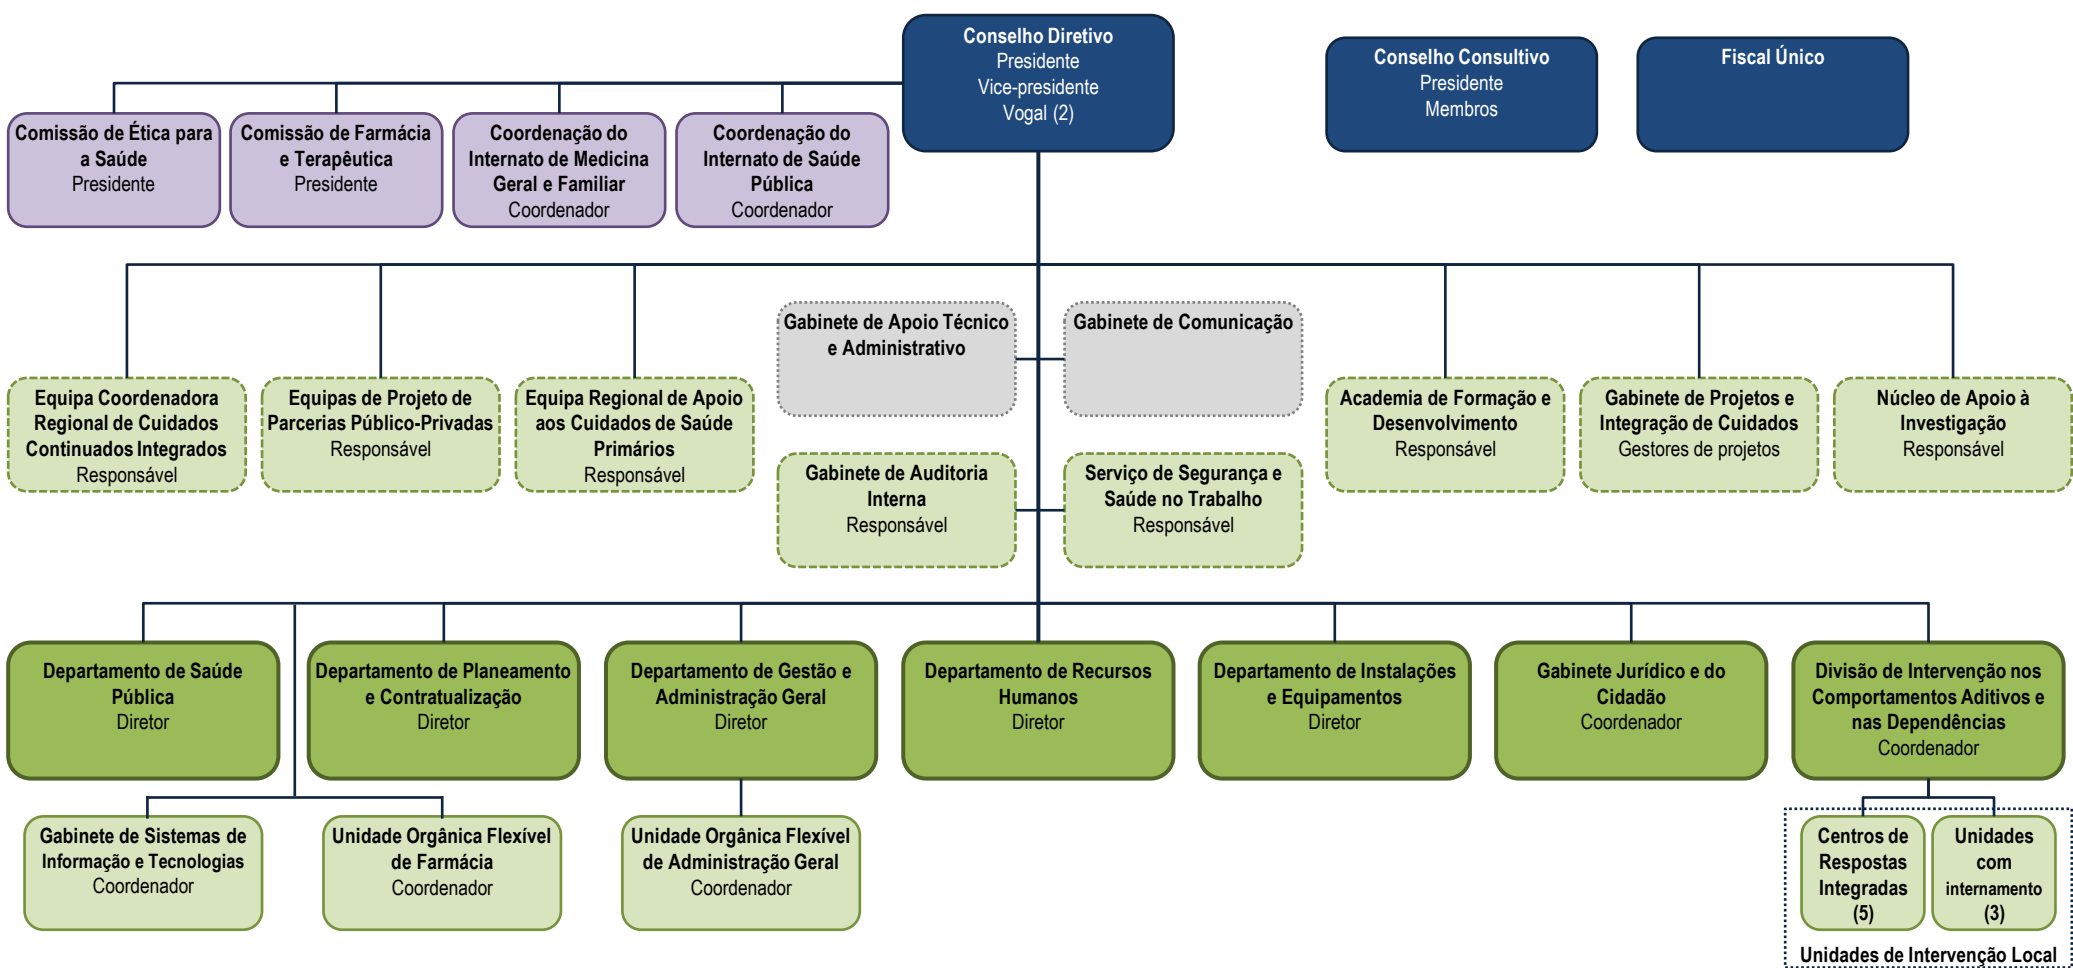 Conselho Diretivo
Presidente
Vice-presidente
Vogal (2)
Conselho Consultivo
Presidente
Membros
Fiscal Único
Comissão de Ética para
a Saúde
Presidente
Comissão de Farmácia
e Terapêutica
Presidente
Coordenação do
Internato de Medicina
Geral e Familiar
Coordenador
Coordenação do
Internato de Saúde
Pública
Coordenador
Gabinete de Apoio Técnico
e Administrativo
Gabinete de Comunicação
Equipa Coordenadora
Regional de Cuidados
Continuados Integrados
Responsável
Equipas de Projeto de
Parcerias Público-Privadas
Responsável
Equipa Regional de Apoio
aos Cuidados de Saúde
Primários
Responsável
Gabinete de Auditoria
Interna
Responsável
Serviço de Segurança e
Saúde no Trabalho
Responsável
Academia de Formação e
Desenvolvimento
Responsável
Gabinete de Projetos e
Integração de Cuidados
Gestores de projetos
Núcleo de Apoio à
Investigação
Responsável
Departamento de Saúde
Pública
Diretor
Departamento de Planeamento
e Contratualização
Diretor
Departamento de Gestão e
Administração Geral
Diretor
Departamento de Recursos
Humanos
Diretor
Departamento de Instalações
e Equipamentos
Diretor
Gabinete Jurídico e do
Cidadão
Coordenador
Divisão de Intervenção nos
Comportamentos Aditivos e
nas Dependências
Coordenador
Gabinete de Sistemas de
Informação e Tecnologias
Coordenador
Unidade Orgânica Flexível
de Farmácia
Coordenador
Unidade Orgânica Flexível
de Administração Geral
Coordenador
Centros de
Respostas
Integradas
(5)
Unidades
com
internamento
(3)
Unidades de Intervenção Local